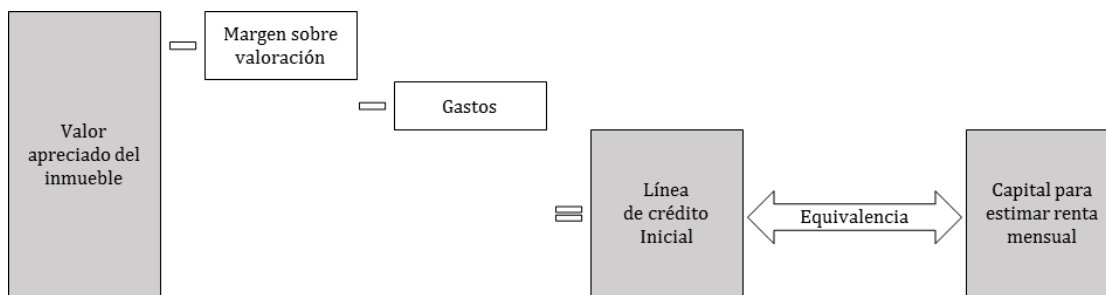 Valor
apreciado del
inmueble
Margen sobre
valoración
Gastos
Línea
de crédito
Inicial
Equivalencia
Capital para
estimar renta
mensual